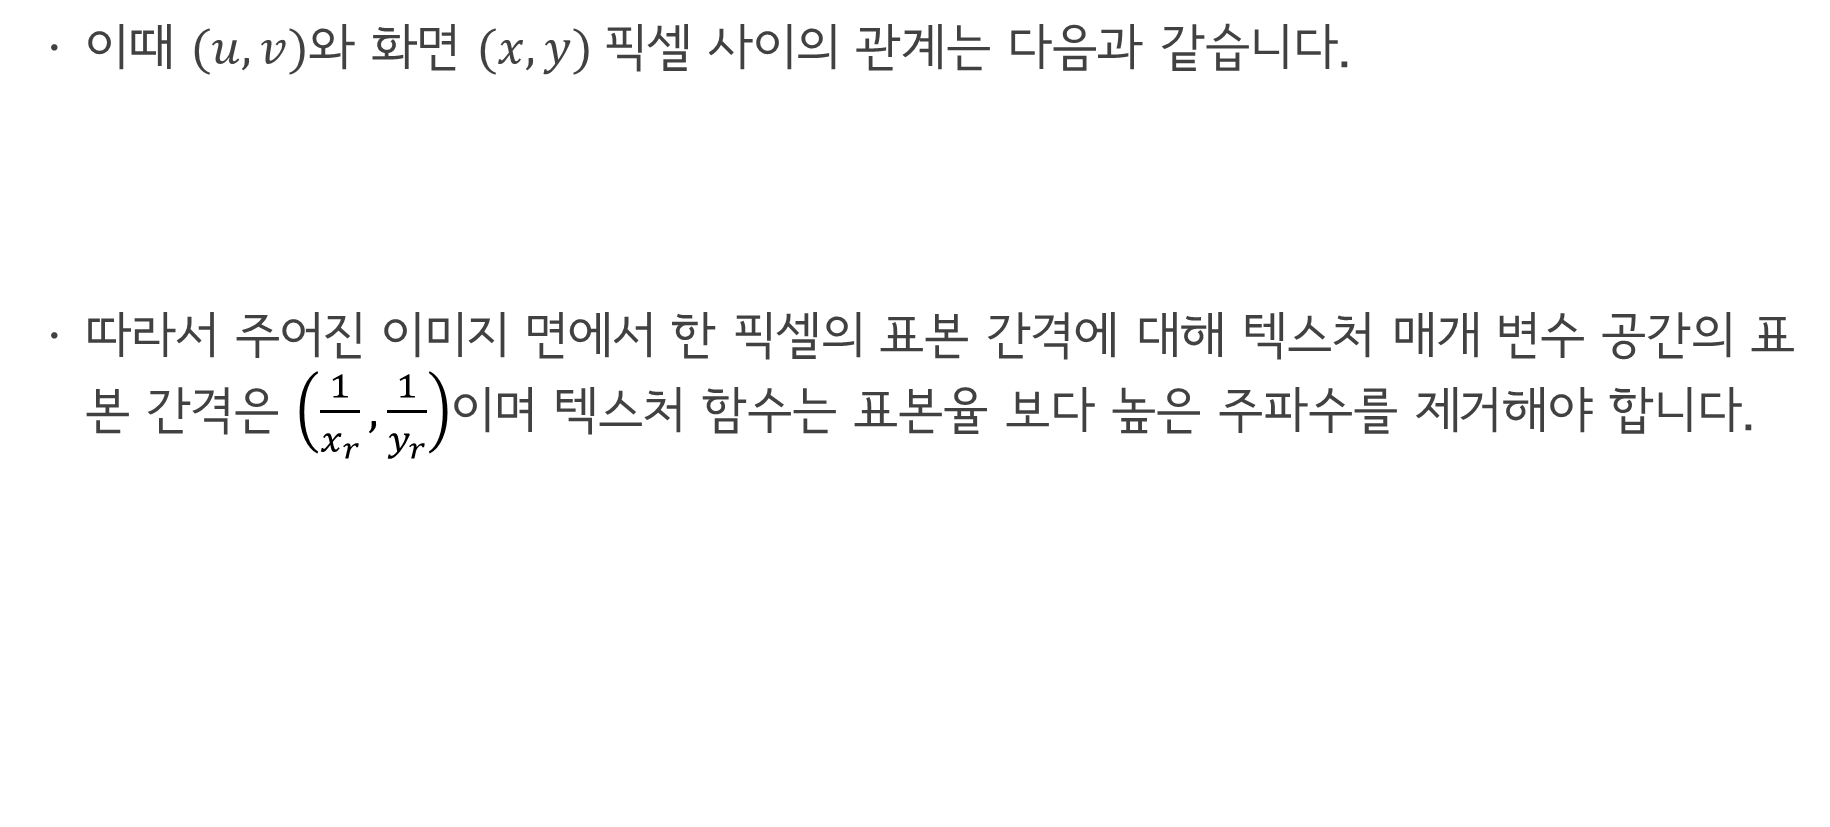 · 이때 (u, v)와 화면 (x, y) 픽셀 사이의 관계는 다음과 같습니다.
· 따라서 주어진 이미지 면에서 한 픽셀의 표본 간격에 대해 텍스처 매개 변수 공간의 표
본 간격은 (1/x_r, 1/y_r)이며 텍스처 함수는 표본율 보다 높은 주파수를 제거해야 합니다.